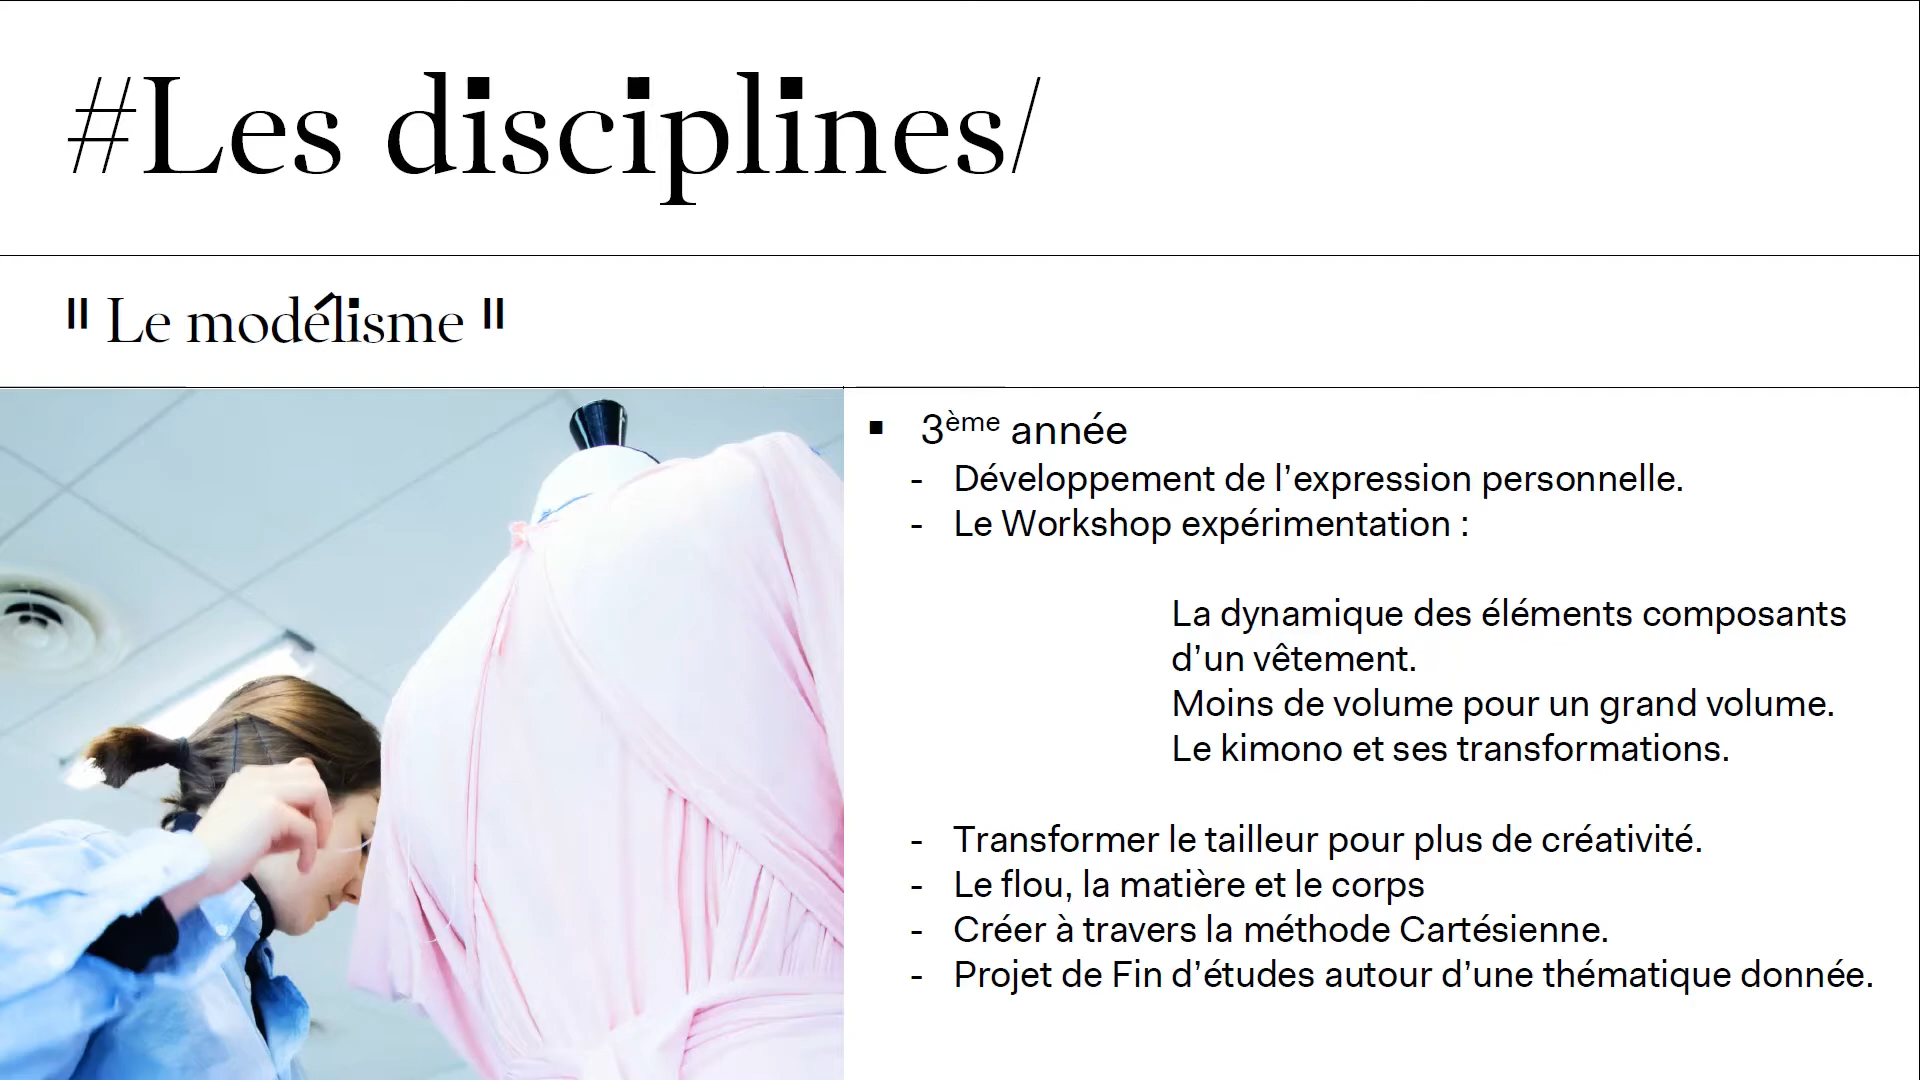 #Les disciplines/
" Le modélisme "
▪ 3ème année
- Développement de l’expression personnelle.
- Le Workshop expérimentation :
La dynamique des éléments composants
d’un vêtement.
Moins de volume pour un grand volume.
Le kimono et ses transformations.
- Transformer le tailleur pour plus de créativité.
- Le flou, la matière et le corps
- Créer à travers la méthode Cartésienne.
- Projet de Fin d’études autour d’une thématique donnée.